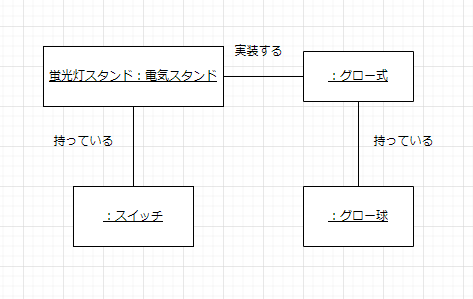 実装する
蛍光灯スタンド：電気スタンド
：グロー式
持っている
持っている
：スイッチ
：グロー球